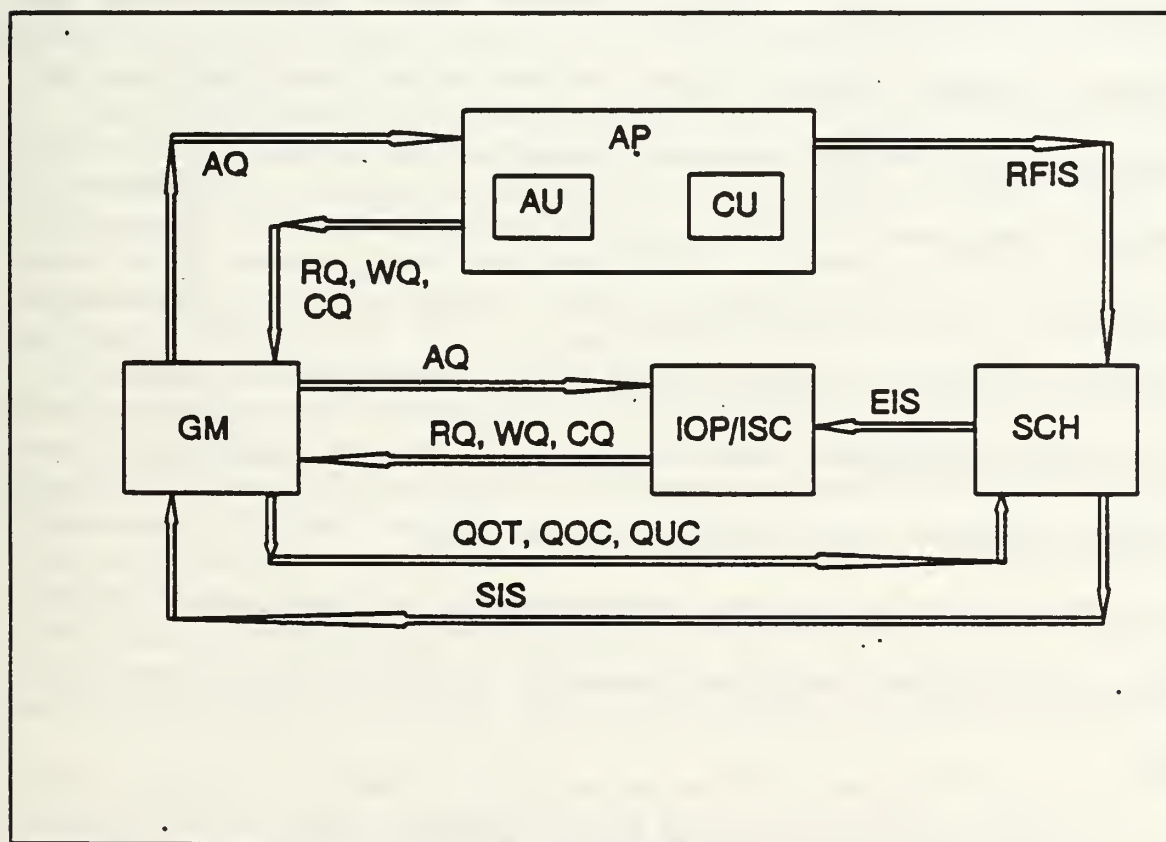 AP
AQ
RFIS
AU
CU
RQ, WQ,
CQ
AQ
GM
IOP/ISC
EIS
SCH
RQ, WQ, CQ
QOT, QOC, QUC
SIS